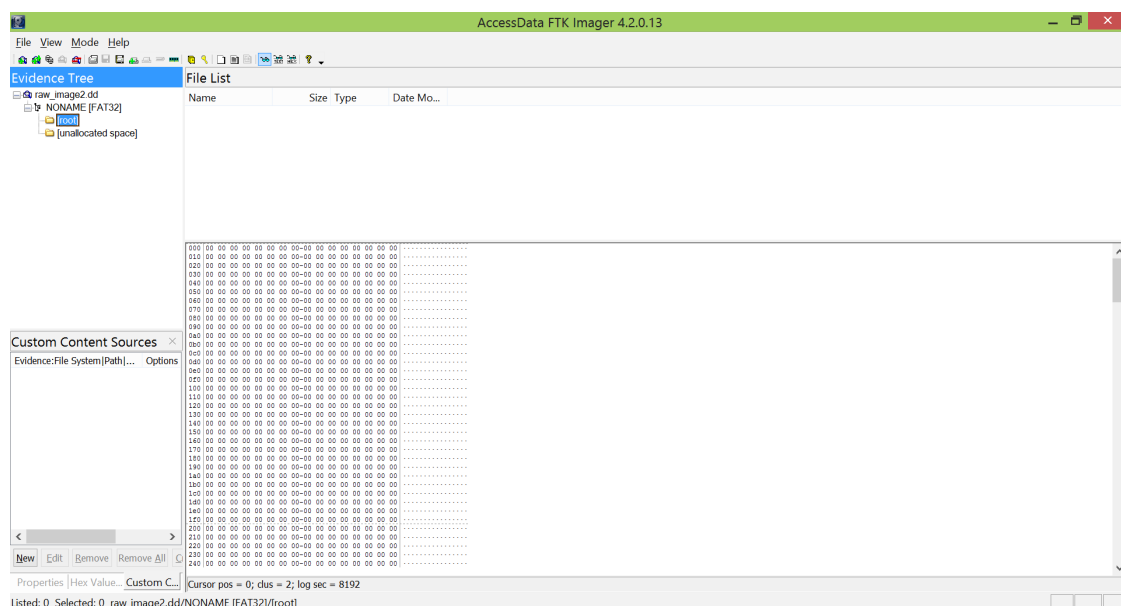 AccessData FTK Imager 4.2.0.13
File View Mode Help
Evidence Tree
raw_image2.dd
NONAME [FAT32]
[root]
[unallocated space]
File List
Name Size Type Date Mo...
000 00 00 00 00 00 00 00 00-00 00 00 00 00 00 00 00 ................
010 00 00 00 00 00 00 00 00-00 00 00 00 00 00 00 00 ................
020 00 00 00 00 00 00 00 00-00 00 00 00 00 00 00 00 ................
030 00 00 00 00 00 00 00 00-00 00 00 00 00 00 00 00 ................
040 00 00 00 00 00 00 00 00-00 00 00 00 00 00 00 00 ................
050 00 00 00 00 00 00 00 00-00 00 00 00 00 00 00 00 ................
060 00 00 00 00 00 00 00 00-00 00 00 00 00 00 00 00 ................
070 00 00 00 00 00 00 00 00-00 00 00 00 00 00 00 00 ................
080 00 00 00 00 00 00 00 00-00 00 00 00 00 00 00 00 ................
090 00 00 00 00 00 00 00 00-00 00 00 00 00 00 00 00 ................
0a0 00 00 00 00 00 00 00 00-00 00 00 00 00 00 00 00 ................
0b0 00 00 00 00 00 00 00 00-00 00 00 00 00 00 00 00 ................
0c0 00 00 00 00 00 00 00 00-00 00 00 00 00 00 00 00 ................
0d0 00 00 00 00 00 00 00 00-00 00 00 00 00 00 00 00 ................
0e0 00 00 00 00 00 00 00 00-00 00 00 00 00 00 00 00 ................
0f0 00 00 00 00 00 00 00 00-00 00 00 00 00 00 00 00 ................
100 00 00 00 00 00 00 00 00-00 00 00 00 00 00 00 00 ................
110 00 00 00 00 00 00 00 00-00 00 00 00 00 00 00 00 ................
120 00 00 00 00 00 00 00 00-00 00 00 00 00 00 00 00 ................
130 00 00 00 00 00 00 00 00-00 00 00 00 00 00 00 00 ................
140 00 00 00 00 00 00 00 00-00 00 00 00 00 00 00 00 ................
150 00 00 00 00 00 00 00 00-00 00 00 00 00 00 00 00 ................
160 00 00 00 00 00 00 00 00-00 00 00 00 00 00 00 00 ................
170 00 00 00 00 00 00 00 00-00 00 00 00 00 00 00 00 ................
180 00 00 00 00 00 00 00 00-00 00 00 00 00 00 00 00 ................
190 00 00 00 00 00 00 00 00-00 00 00 00 00 00 00 00 ................
1a0 00 00 00 00 00 00 00 00-00 00 00 00 00 00 00 00 ................
1b0 00 00 00 00 00 00 00 00-00 00 00 00 00 00 00 00 ................
1c0 00 00 00 00 00 00 00 00-00 00 00 00 00 00 00 00 ................
1d0 00 00 00 00 00 00 00 00-00 00 00 00 00 00 00 00 ................
1e0 00 00 00 00 00 00 00 00-00 00 00 00 00 00 00 00 ................
1f0 00 00 00 00 00 00 00 00-00 00 00 00 00 00 00 00 ................
200 00 00 00 00 00 00 00 00-00 00 00 00 00 00 00 00 ................
210 00 00 00 00 00 00 00 00-00 00 00 00 00 00 00 00 ................
220 00 00 00 00 00 00 00 00-00 00 00 00 00 00 00 00 ................
230 00 00 00 00 00 00 00 00-00 00 00 00 00 00 00 00 ................
240 00 00 00 00 00 00 00 00-00 00 00 00 00 00 00 00 ................
Custom Content Sources
Evidence:File System|Path|... Options
New Edit Remove Remove All
Properties Hex Value... Custom C...
Cursor pos = 0; clus = 2; log sec = 8192
Listed: 0 Selected: 0 raw_image2.dd/NONAME [FAT32]/[root]